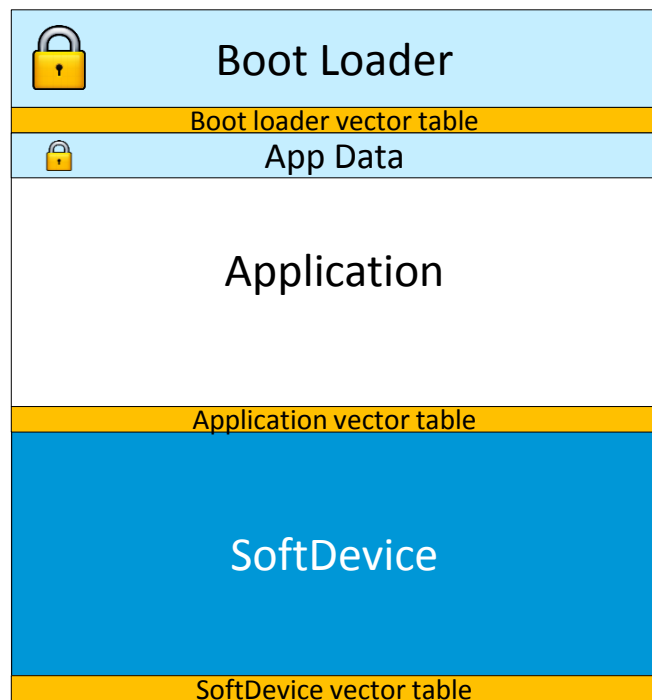 Boot Loader
Boot loader vector table
App Data
Application
Application vector table
SoftDevice
SoftDevice vector table